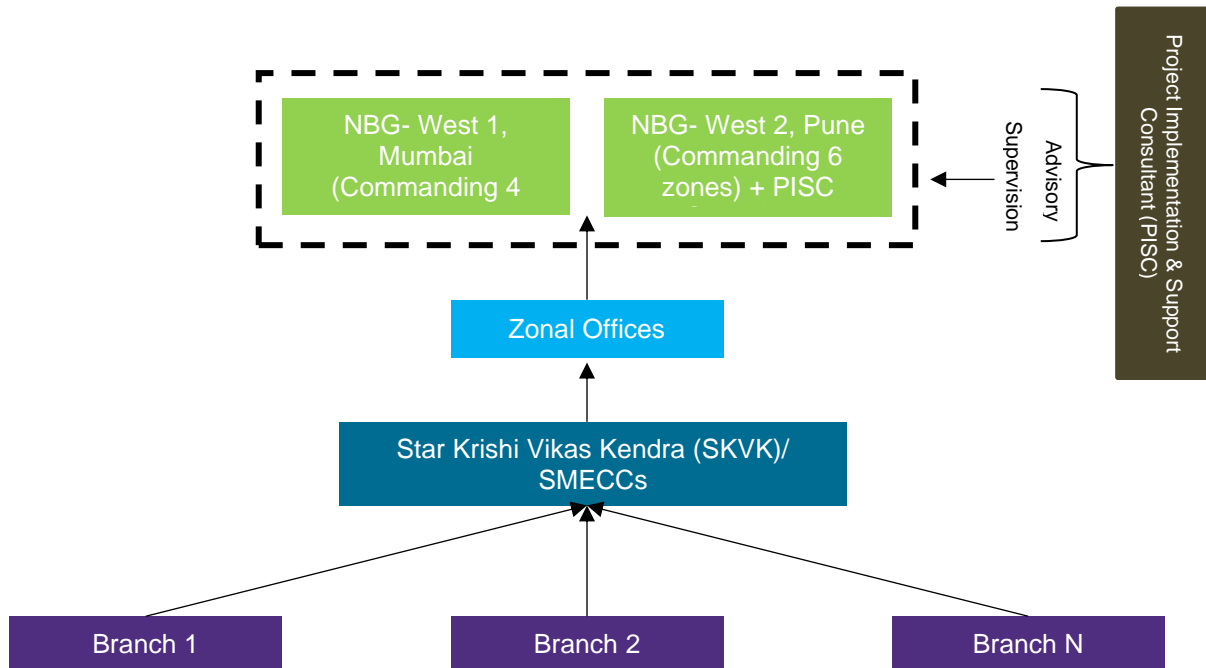 NBG- West 1,
Mumbai
(Commanding 4
NBG- West 2, Pune
(Commanding 6
zones) + PISC
Supervision
Advisory
Project Implementation & Support
Consultant (PISC)
Zonal Offices
Star Krishi Vikas Kendra (SKVK)/
SMECCs
Branch 1
Branch 2
Branch N